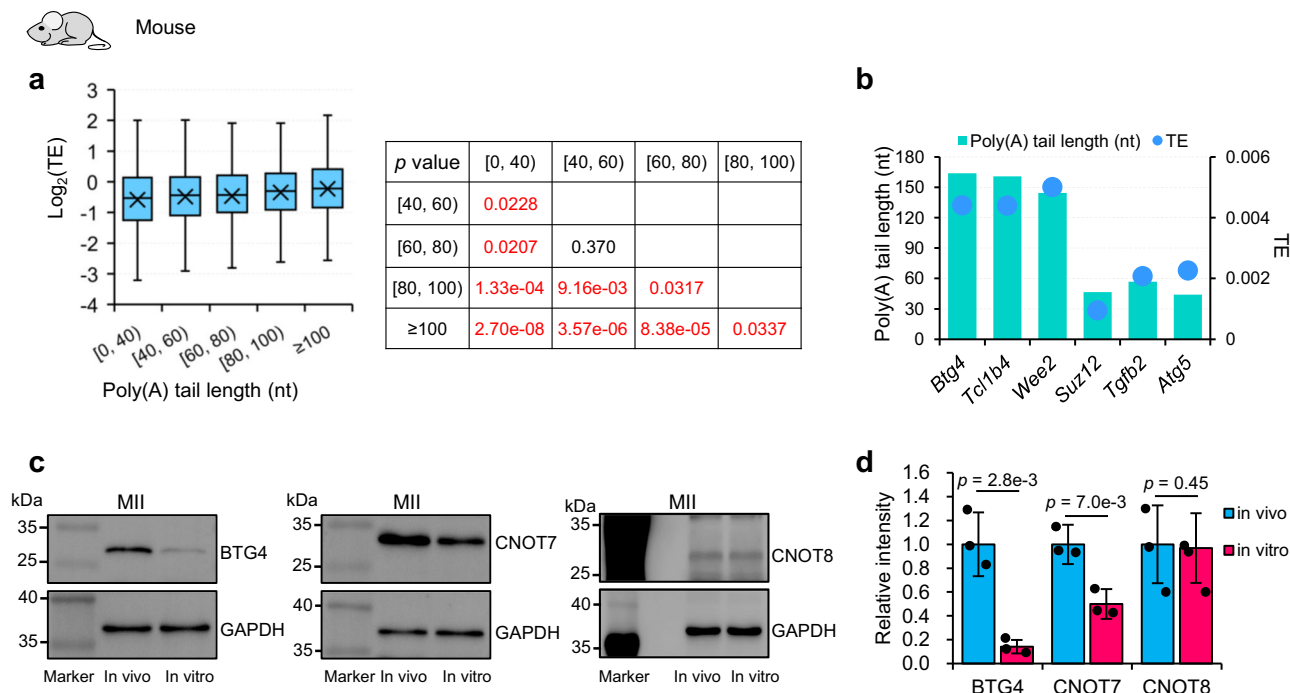 Mouse
a
3
2
1
0
-1
-2
-3
-4
Log2(TE)
[0, 40)
[40, 60)
[60, 80)
[80, 100)
≥100
Poly(A) tail length (nt)
p value [0, 40) [40, 60) [60, 80) [80, 100)
[40, 60) 0.0228
[60, 80) 0.0207 0.370
[80, 100) 1.33e-04 9.16e-03 0.0317
≥100 2.70e-08 3.57e-06 8.38e-05 0.0337
b
Poly(A) tail length (nt) TE
180
150
120
90
60
30
0
Poly(A) tail length (nt)
0.006
0.004
0.002
0
TE
Btg4
Tcl1b4
Wee2
Suz12
Tgfb2
Atg5
c
kDa MII
35
25
BTG4
40
35
GAPDH
Marker In vivo In vitro
kDa MII
35
25
CNOT7
40
35
GAPDH
Marker In vivo In vitro
kDa MII
35
25
CNOT8
40
35
GAPDH
Marker In vivo In vitro
d
1.6
1.4
1.2
1.0
0.8
0.6
0.4
0.2
0.0
Relative intensity
p = 2.8e-3
p = 7.0e-3
p = 0.45
in vivo
in vitro
BTG4 CNOT7 CNOT8